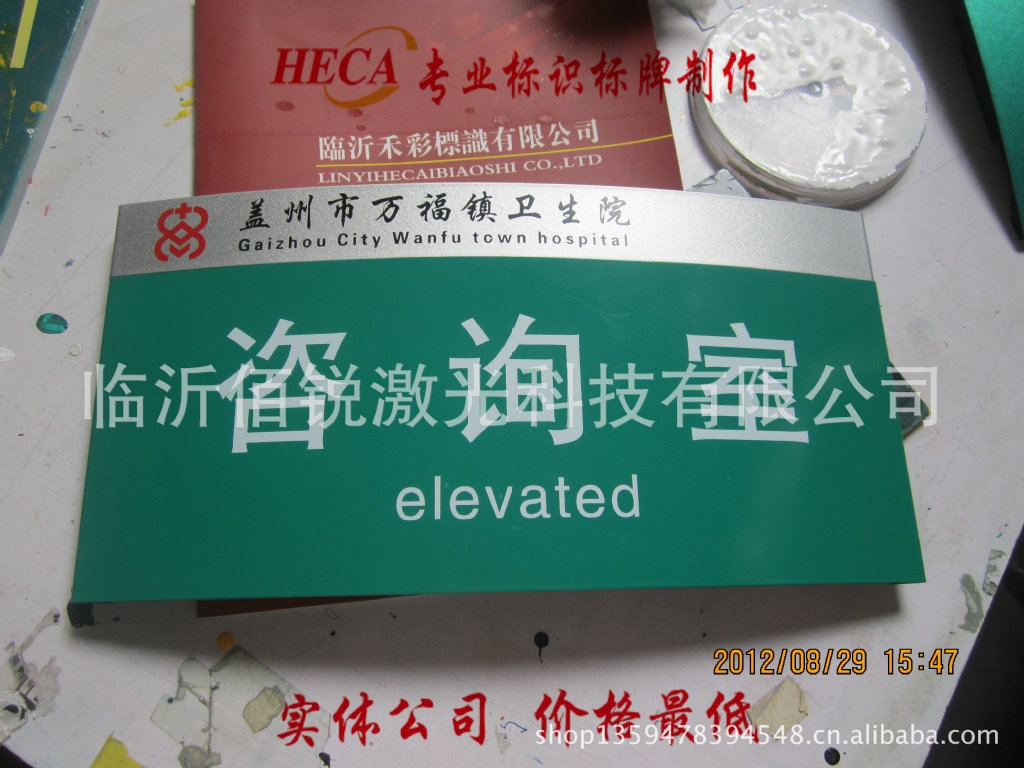 HECA 专业标识标牌制作
臨沂禾彩標識有限公司
LINYIHECAIBIAOSHI CO.,LTD
盖州市万福镇卫生院
Gaizhou City Wanfu town hospital
咨询室
临沂佰锐激光科技有限公司
elevated
2012/08/29 15:47
实体公司 价格最低
shop13594783945​48.cn.alibaba.com